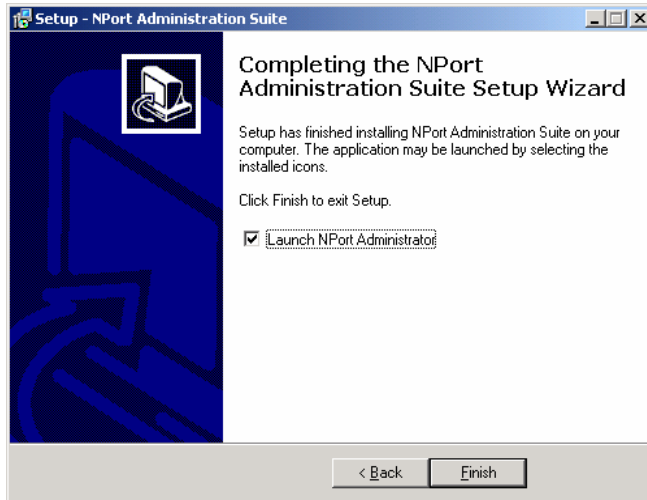 Setup - NPort Administration Suite
Completing the NPort
Administration Suite Setup Wizard
Setup has finished installing NPort Administration Suite on your
computer. The application may be launched by selecting the
installed icons.
Click Finish to exit Setup.
Launch NPort Administrator
< Back
Finish